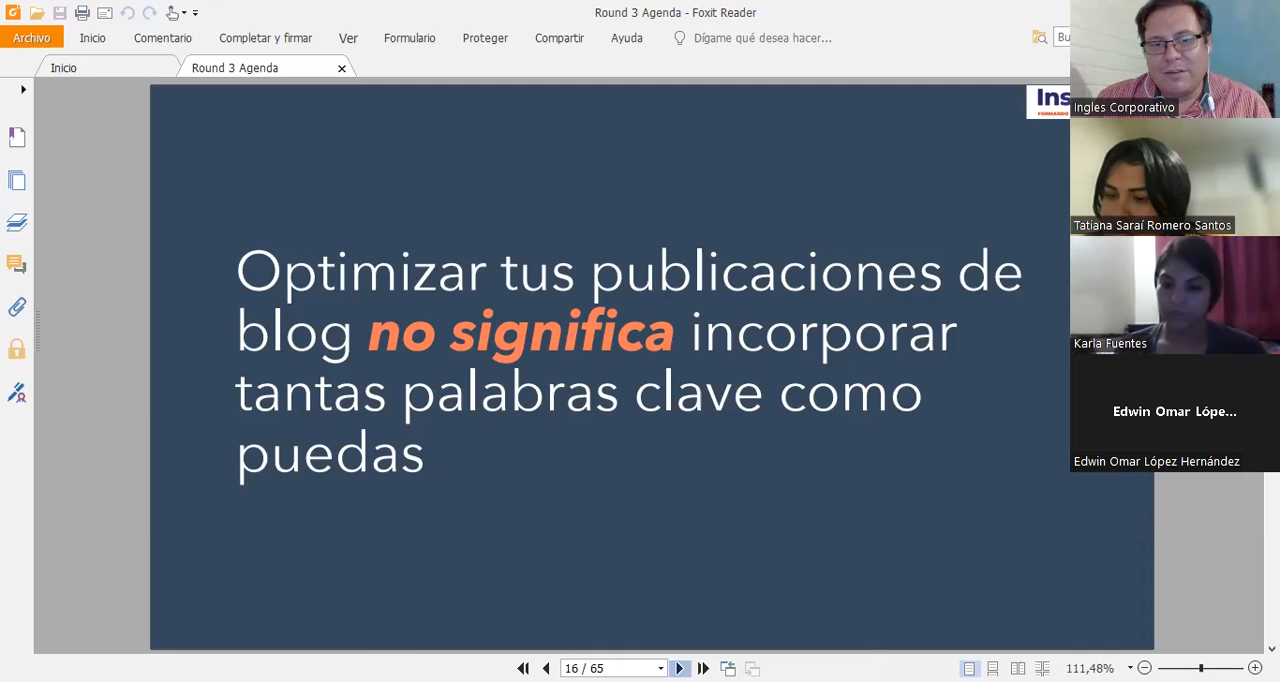 Round 3 Agenda - Foxit Reader
Archivo Inicio Comentario Completar y firmar Ver Formulario Proteger Compartir Ayuda Dígame qué desea hacer... Bu
Inicio Round 3 Agenda
Ins
Optimizar tus publicaciones de
blog no significa incorporar
tantas palabras clave como
puedas
Ingles Corporativo
Tatiana Saraí Romero Santos
Karla Fuentes
Edwin Omar Lópe...
Edwin Omar López Hernández
16 / 65
111,48%